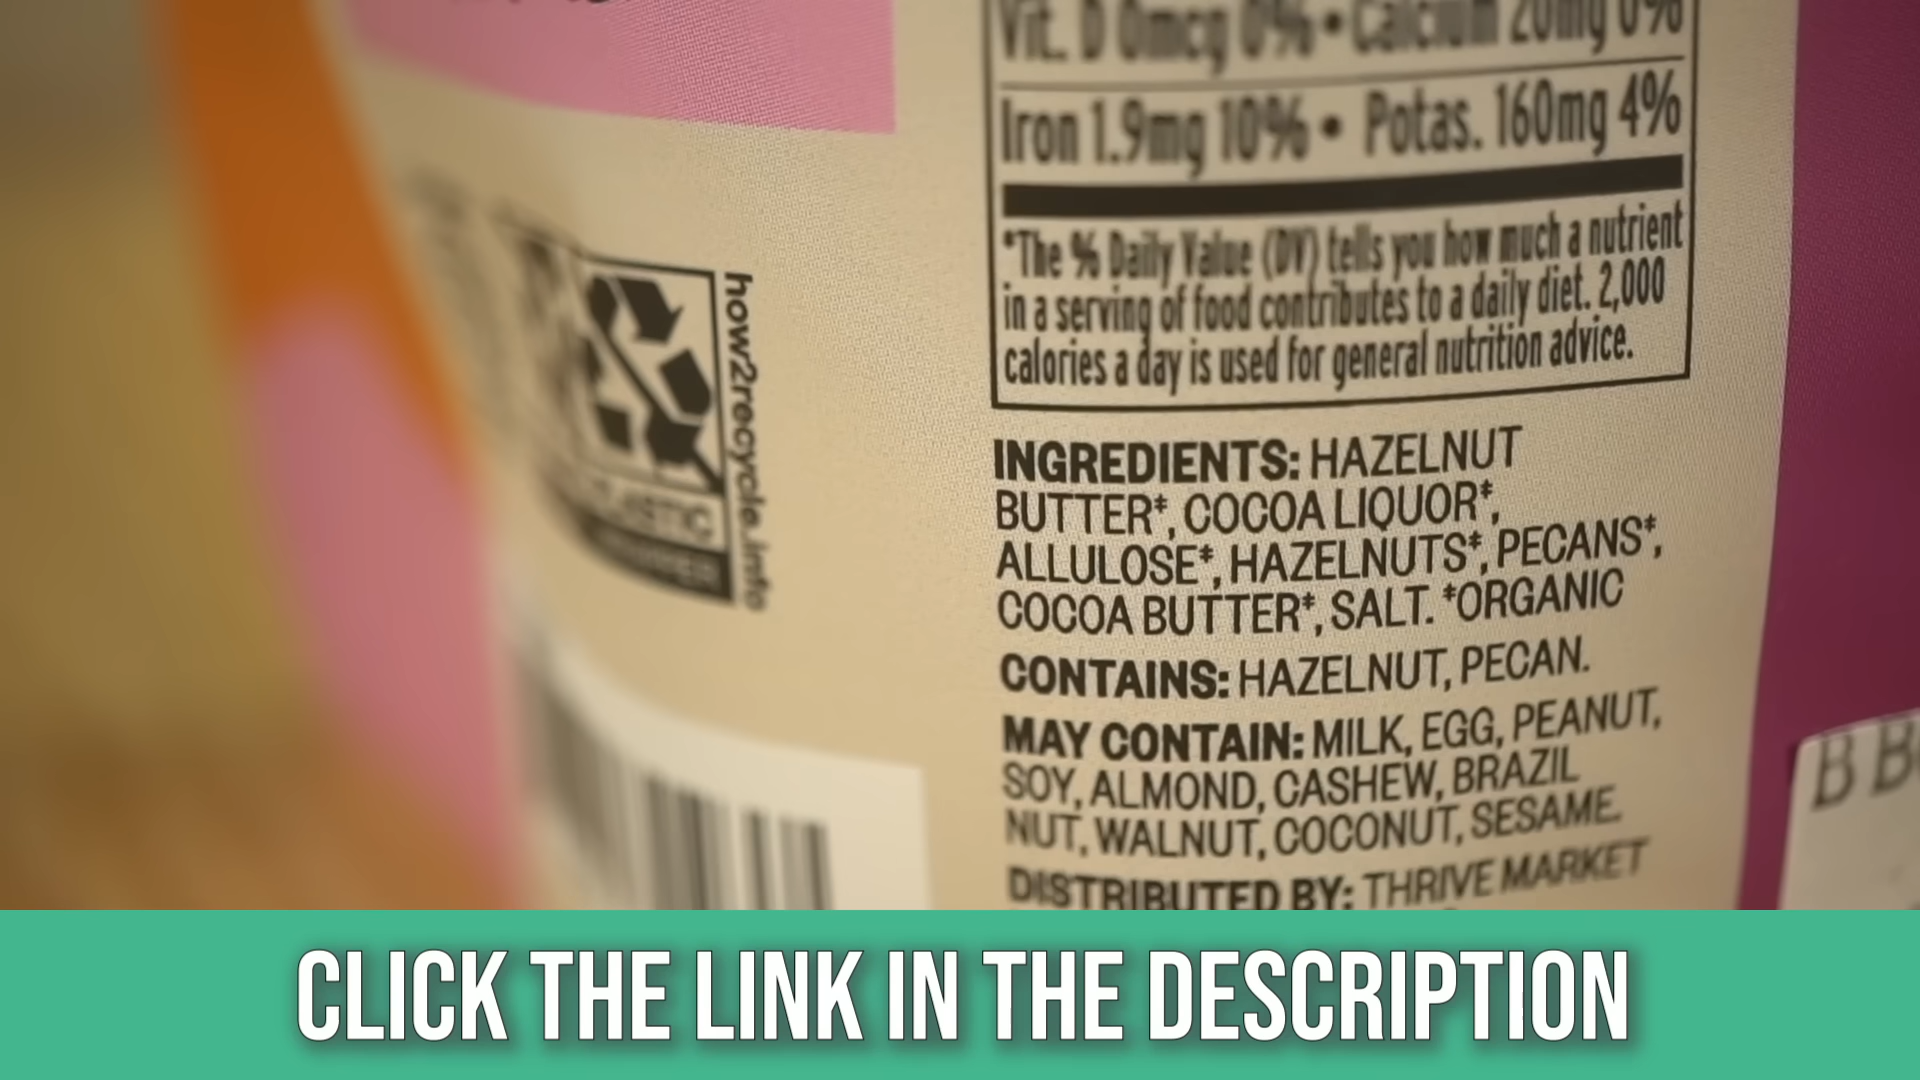 Vit. D 0mcg 0% • Calcium 20mg 0%
Iron 1.9mg 10% • Potas. 160mg 4%
*The % Daily Value (DV) tells you how much a nutrient
in a serving of food contributes to a daily diet. 2,000
calories a day is used for general nutrition advice.
how2recycle.info
INGREDIENTS: HAZELNUT
BUTTER‡, COCOA LIQUOR‡,
ALLULOSE‡, HAZELNUTS‡, PECANS‡,
COCOA BUTTER‡, SALT. ‡ORGANIC
CONTAINS: HAZELNUT, PECAN.
MAY CONTAIN: MILK, EGG, PEANUT,
SOY, ALMOND, CASHEW, BRAZIL
NUT, WALNUT, COCONUT, SESAME.
DISTRIBUTED BY: THRIVE MARKET
CLICK THE LINK IN THE DESCRIPTION